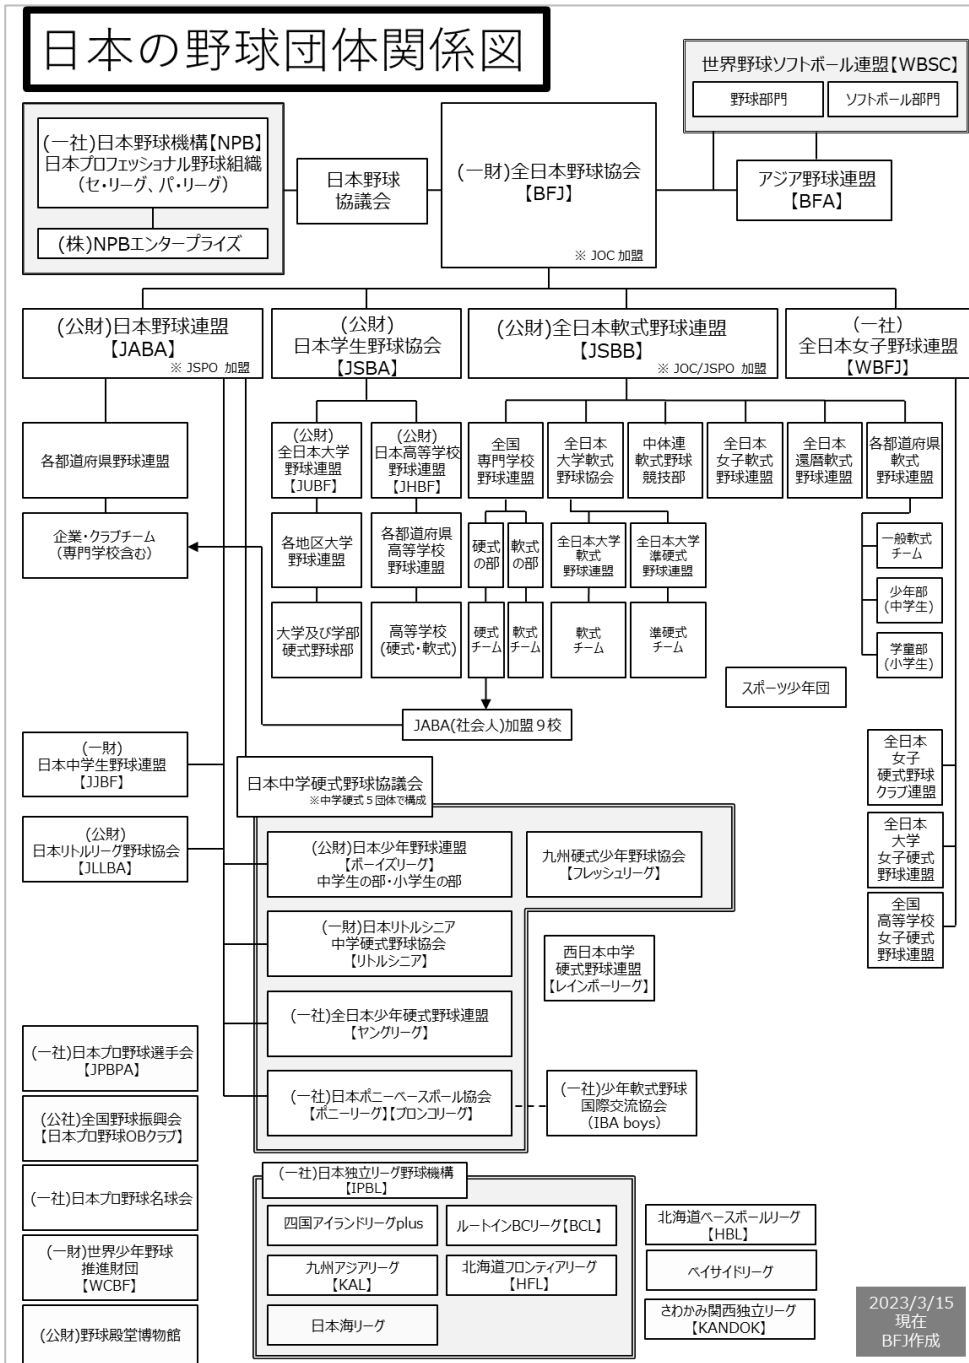 日本の野球団体関係図
世界野球ソフトボール連盟【WBSC】
野球部門
ソフトボール部門
(一社)日本野球機構【NPB】
日本プロフェッショナル野球組織
(セ・リーグ、パ・リーグ)
(株)NPBエンタープライズ
日本野球
協議会
(一財)全日本野球協会
【BFJ】
※ JOC 加盟
アジア野球連盟
【BFA】
(公財)日本野球連盟
【JABA】
※ JSPO 加盟
(公財)
日本学生野球協会
【JSBA】
(公財)全日本軟式野球連盟
【JSBB】
※ JOC/JSPO 加盟
(一社)
全日本女子野球連盟
【WBFJ】
各都道府県野球連盟
(公財)
全日本大学
野球連盟
【JUBF】
(公財)
日本高等学校
野球連盟
【JHBF】
全国
専門学校
野球連盟
全日本
大学軟式
野球協会
中体連
軟式野球
競技部
全日本
女子軟式
野球連盟
全日本
還暦軟式
野球連盟
各都道府県
軟式
野球連盟
企業・クラブチーム
(専門学校含む)
各地区大学
野球連盟
各都道府県
高等学校
野球連盟
硬式
の部
軟式
の部
全日本大学
軟式
野球連盟
全日本大学
準硬式
野球連盟
一般軟式
チーム
少年部
(中学生)
学童部
(小学生)
大学及び学部
硬式野球部
高等学校
(硬式・軟式)
硬式
チーム
軟式
チーム
軟式
チーム
準硬式
チーム
スポーツ少年団
JABA(社会人)加盟9校
(一財)
日本中学生野球連盟
【JJBF】
日本中学硬式野球協議会
※中学硬式5団体で構成
全日本
女子
硬式野球
クラブ連盟
(公財)
日本リトルリーグ野球協会
【JLLBA】
(公財)日本少年野球連盟
【ボーイズリーグ】
中学生の部・小学生の部
九州硬式少年野球協会
【フレッシュリーグ】
全日本
大学
女子硬式
野球連盟
(一財)日本リトルシニア
中学硬式野球協会
【リトルシニア】
西日本中学
硬式野球連盟
【レインボーリーグ】
全国
高等学校
女子硬式
野球連盟
(一社)全日本少年硬式野球連盟
【ヤングリーグ】
(一社)日本ポニーベースボール協会
【ポニーリーグ】【ブロンコリーグ】
(一社)少年軟式野球
国際交流協会
(IBA boys)
(一社)日本プロ野球選手会
【JPBPA】
(公社)全国野球振興会
【日本プロ野球OBクラブ】
(一社)日本プロ野球名球会
(一財)世界少年野球
推進財団
【WCBF】
(公財)野球殿堂博物館
(一社)日本独立リーグ野球機構
【IPBL】
四国アイランドリーグplus
ルートインBCリーグ【BCL】
九州アジアリーグ
【KAL】
北海道フロンティアリーグ
【HFL】
日本海リーグ
北海道ベースボールリーグ
【HBL】
ベイサイドリーグ
さわかみ関西独立リーグ
【KANDOK】
2023/3/15
現在
BFJ作成